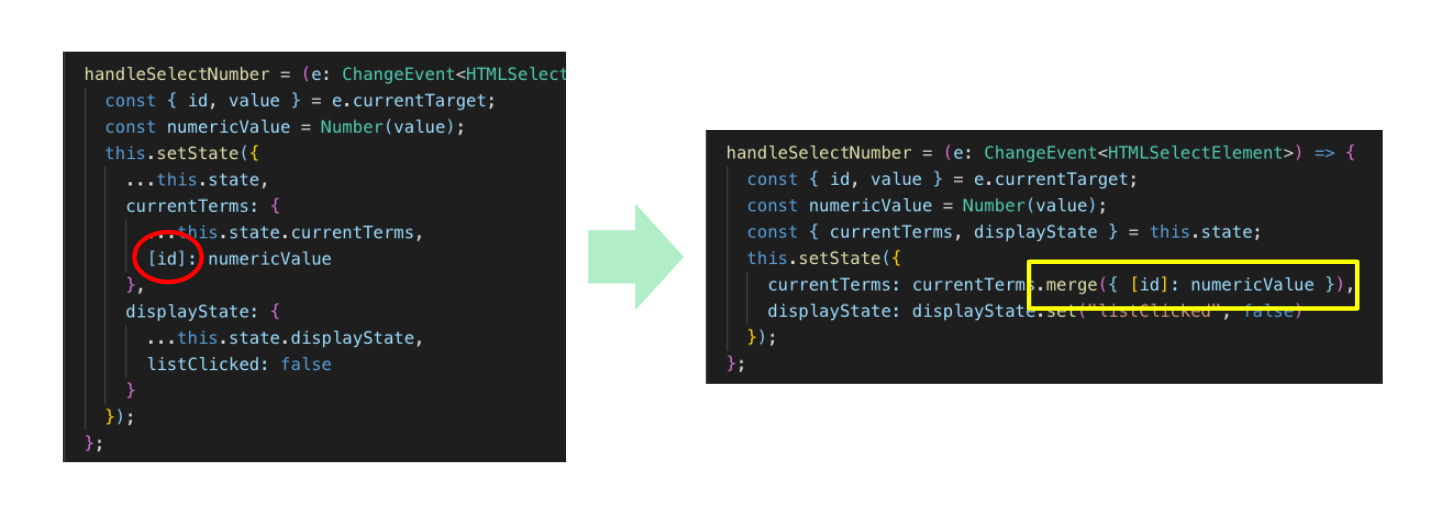 handleSelectNumber = (e: ChangeEvent<HTMLSelect
const { id, value } = e.currentTarget;
const numericValue = Number(value);
this.setState({
...this.state,
currentTerms: {
...this.state.currentTerms,
[id]: numericValue
},
displayState: {
...this.state.displayState,
listClicked: false
}
});
};
handleSelectNumber = (e: ChangeEvent<HTMLSelectElement>) => {
const { id, value } = e.currentTarget;
const numericValue = Number(value);
const { currentTerms, displayState } = this.state;
this.setState({
currentTerms: currentTerms.merge({ [id]: numericValue }),
displayState: displayState.set("listClicked", false)
});
};